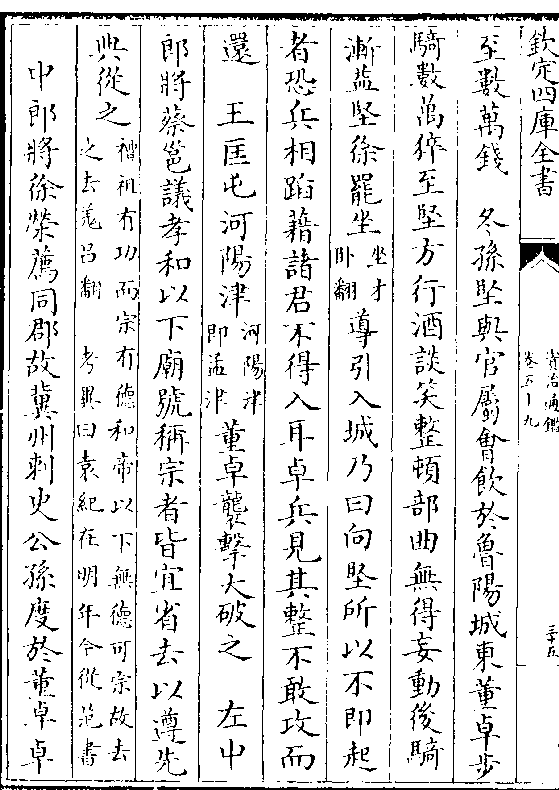 欽定四庫全書
資治通鑑
卷五十九
三十五
至數萬錢　冬孫堅與官屬會飲於魯陽城東董卓步
騎數萬猝至堅方行酒談笑整頓部曲無得妄動後騎
漸益堅徐罷坐
坐才
卧翻
導引入城乃曰向堅所以不即起
者恐兵相蹈藉諸君不得入耳卓兵見其整不敢攻而
還　王匡屯河陽津
河陽津
即孟津
董卓襲擊大破之　左中
郎將蔡邕議孝和以下廟號稱宗者皆宜省去以遵先
典從之
禮祖有功而宗有德和帝以下無德可宗故去
之去羌呂翻　考異曰袁紀在明年今從范書
中郎將徐榮薦同郡故冀州刺史公孫度於董卓卓